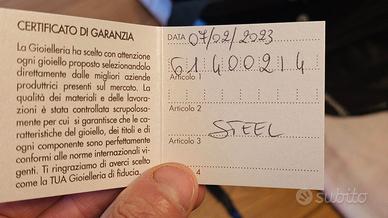 CERTIFICATO DI GARANZIA
La Gioielleria ha scelto con attenzione
ogni gioiello proposto selezionandolo
direttamente dalle migliori aziende
produttrici presenti sul mercato. La
qualità dei materiali e delle lavora-
zioni è stata controllata scrupolosa-
mente per cui si garantisce che le ca-
ratteristiche del gioiello, dei titoli e di
ogni componente sono perfettamente
conformi alle norme internazionali vi-
genti. Ti ringraziamo di averci scelto
come la TUA Gioielleria di fiducia.
DATA 07/02/2023
61400214
Articolo 1
Articolo 2
STEEL
Articolo 3
4
subito